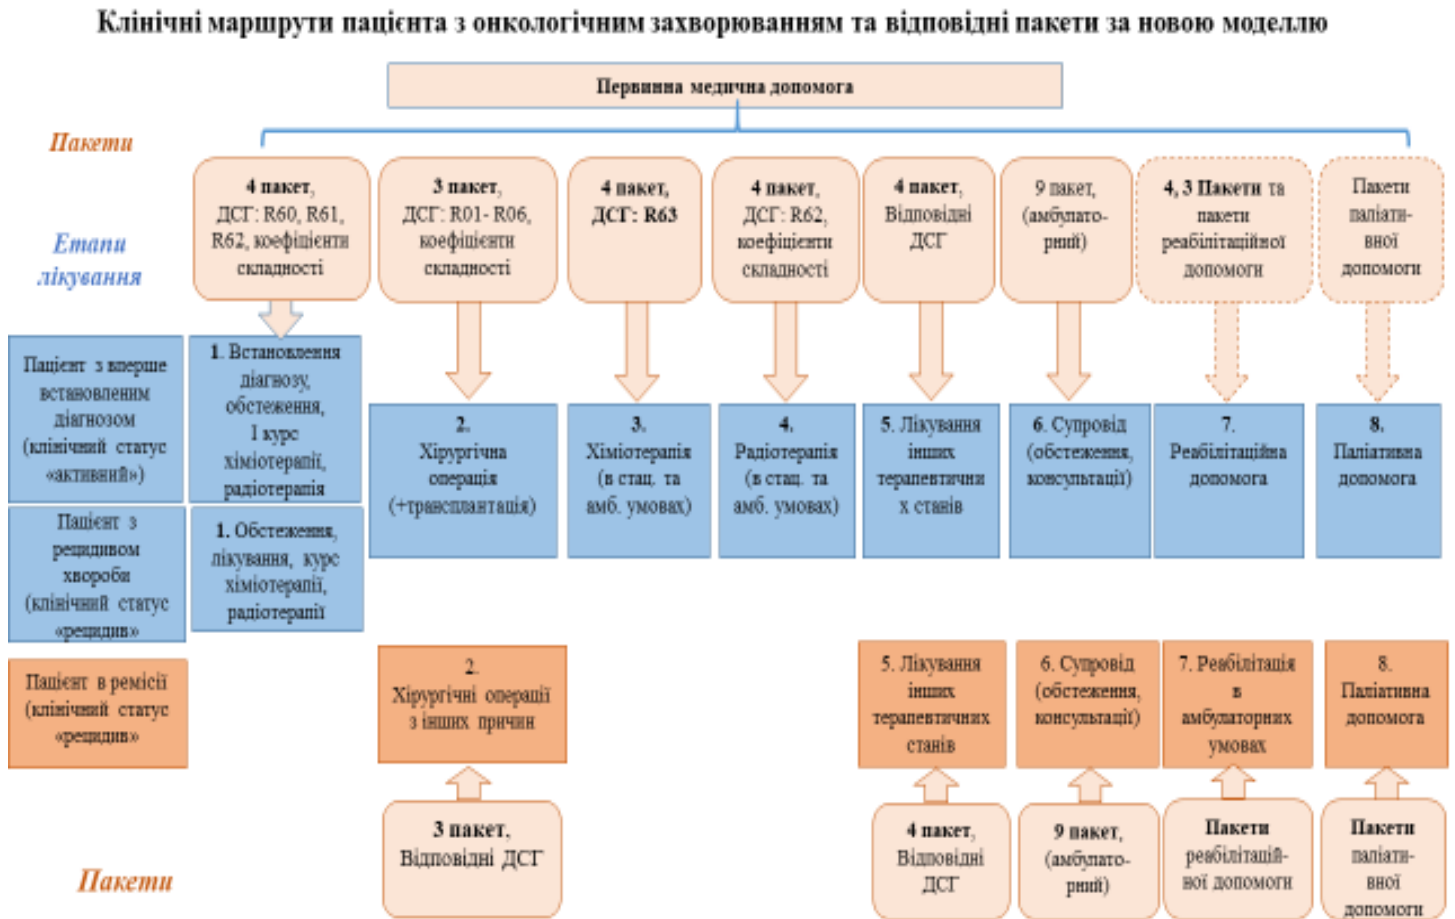 Клінічні маршрути пацієнта з онкологічним захворюванням та відповідні пакети за новою моделлю
Первинна медична допомога
Пакети
4 пакет,
ДСГ: R60, R61,
R62, коефіцієнти
складності
3 пакет,
ДСГ: R01- R06,
коефіцієнти
складності
4 пакет,
ДСГ: R63
4 пакет,
ДСГ: R62,
коефіцієнти
складності
4 пакет,
Відповідні
ДСГ
9 пакет,
(амбулато-
рний)
4, 3 Пакети та
пакети
реабілітаційної
допомоги
Пакети
паліати-
вної
допомоги
Етапи
лікування
Пацієнт з вперше
встановленим
діагнозом
(клінічний статус
«активний»)
1. Встановлення
діагнозу,
обстеження,
І курс
хіміотерапії,
радіотерапія
2.
Хірургічна
операція
(+трансплантація)
3.
Хіміотерапія
(в стац. та
амб. умовах)
4.
Радіотерапія
(в стац. та
амб. умовах)
5. Лікування
інших
терапевтични
х станів
6. Супровід
(обстеження,
консультації)
7.
Реабілітаційна
допомога
8.
Паліативна
допомога
Пацієнт з
рецидивом
хвороби
(клінічний статус
«рецидив»
1. Обстеження,
лікування, курс
хіміотерапії,
радіотерапії
Пацієнт в ремісії
(клінічний статус
«рецидив»
2.
Хірургічні операції
з інших причин
5. Лікування
інших
терапевтичних
станів
6. Супровід
(обстеження,
консультації)
7. Реабілітація
в
амбулаторних
умовах
8.
Паліативна
допомога
Пакети
3 пакет,
Відповідні ДСГ
4 пакет,
Відповідні
ДСГ
9 пакет,
(амбулато-
рний)
Пакети
реабілітацій-
ної допомоги
Пакети
паліати-
вної
допомоги